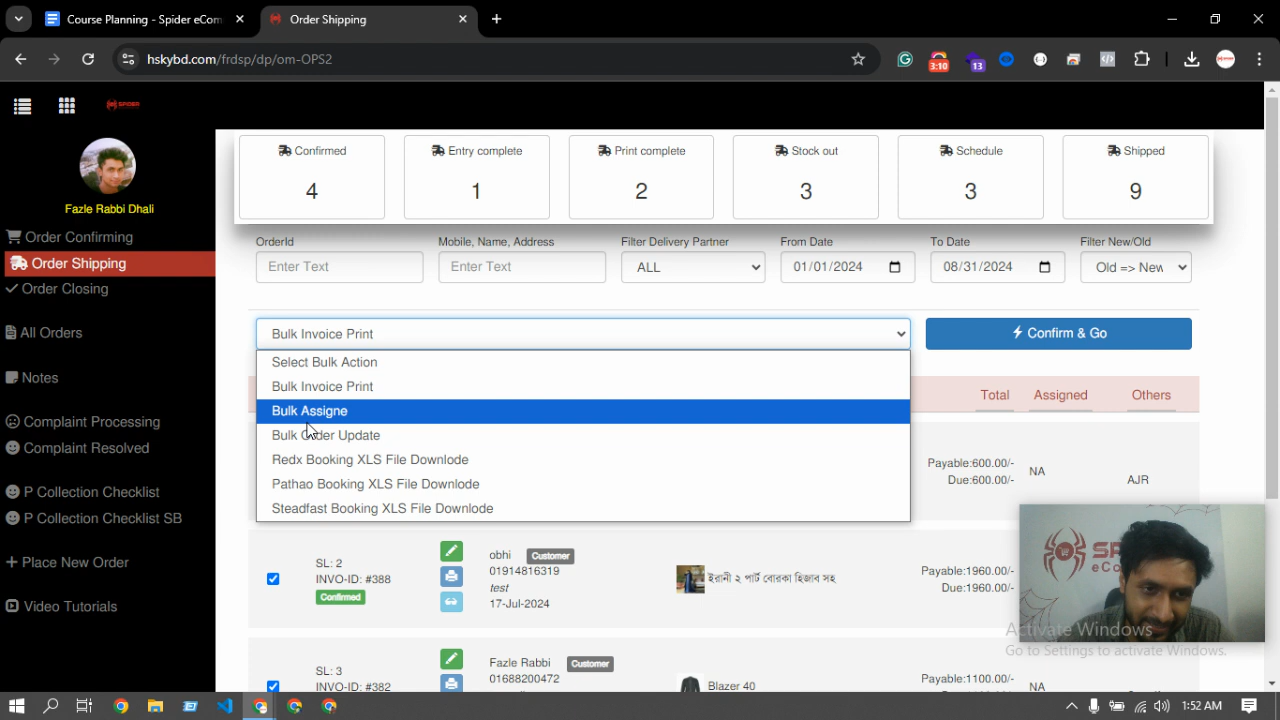 Course Planning - Spider eCom
Order Shipping
hskybd.com/frdsp/dp/om-OPS2
3:10
13
SPIDER
Fazle Rabbi Dhali
Order Confirming
Order Shipping
Order Closing
All Orders
Notes
Complaint Processing
Complaint Resolved
P Collection Checklist
P Collection Checklist SB
Place New Order
Video Tutorials
Confirmed
4
Entry complete
1
Print complete
2
Stock out
3
Schedule
3
Shipped
9
OrderId
Enter Text
Mobile, Name, Address
Enter Text
Filter Delivery Partner
ALL
From Date
01/01/2024
To Date
08/31/2024
Filter New/Old
Old => New
Bulk Invoice Print
Confirm & Go
Select Bulk Action
Bulk Invoice Print
Bulk Assigne
Bulk Order Update
Redx Booking XLS File Downlode
Pathao Booking XLS File Downlode
Steadfast Booking XLS File Downlode
Total
Assigned
Others
Payable:600.00/-
Due:600.00/-
NA
AJR
SL: 2
INVO-ID: #388
Confirmed
obhi
Customer
01914816319
test
17-Jul-2024
ইরানী ২ পার্ট বোরকা হিজাব সহ
Payable:1960.00/-
Due:1960.00/-
SL: 3
INVO-ID: #382
Fazle Rabbi
Customer
01688200472
Blazer 40
Payable:1100.00/-
NA
Activate Windows
Go to Settings to activate Windows.
1:52 AM